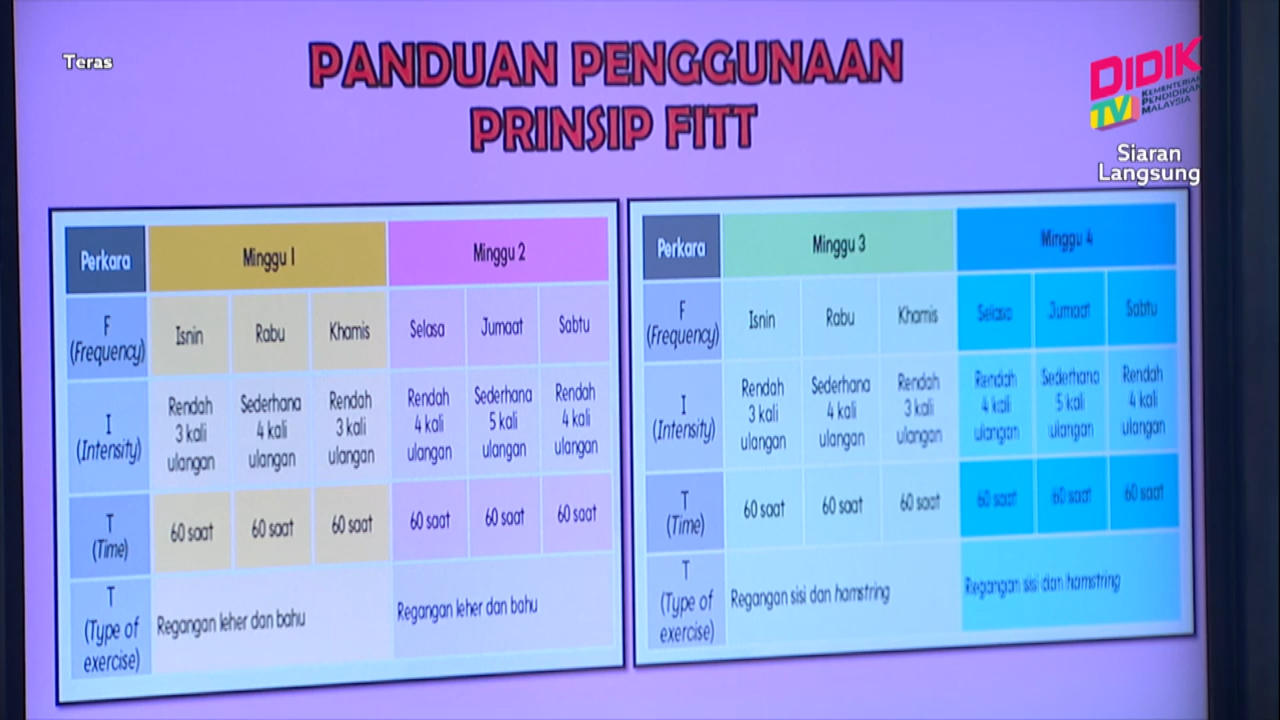 Teras
PANDUAN PENGGUNAAN
PRINSIP FITT
DIDIK
TV
KEMENTERIAN
PENDIDIKAN
MALAYSIA
Siaran
Langsung
Perkara Minggu 1 Minggu 2
F
(Frequency)
Isnin Rabu Khamis Selasa Jumaat Sabtu
I
(Intensity)
Rendah
3 kali
ulangan
Sederhana
4 kali
ulangan
Rendah
3 kali
ulangan
Rendah
4 kali
ulangan
Sederhana
5 kali
ulangan
Rendah
4 kali
ulangan
T
(Time)
60 saat 60 saat 60 saat 60 saat 60 saat 60 saat
T
(Type of
exercise)
Regangan leher dan bahu
Regangan leher dan bahu
Perkara Minggu 3 Minggu 4
F
(Frequency)
Isnin Rabu Khamis Selasa Jumaat Sabtu
I
(Intensity)
Rendah
3 kali
ulangan
Sederhana
4 kali
ulangan
Rendah
3 kali
ulangan
Rendah
4 kali
ulangan
Sederhana
5 kali
ulangan
Rendah
4 kali
ulangan
T
(Time)
60 saat 60 saat 60 saat 60 saat 60 saat 60 saat
T
(Type of
exercise)
Regangan sisi dan hamstring
Regangan sisi dan hamstring